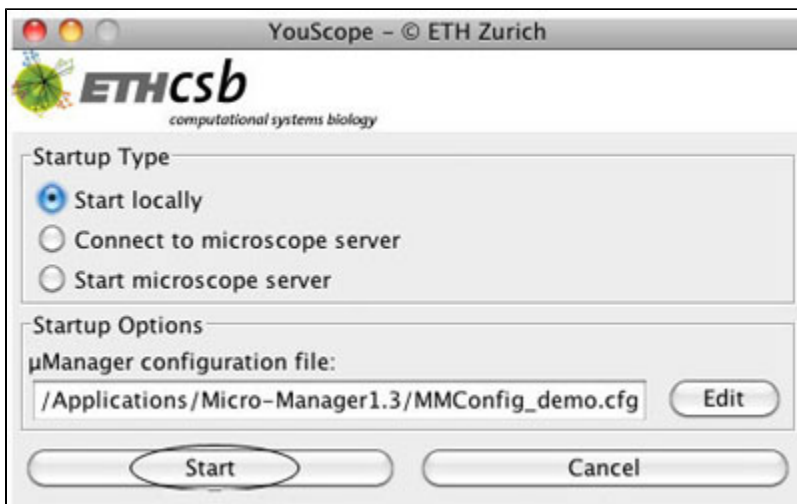 YouScope – © ETH Zurich
ETHcsb
computational systems biology
Startup Type
Start locally
Connect to microscope server
Start microscope server
Startup Options
µManager configuration file:
/Applications/Micro-Manager1.3/MMConfig_demo.cfg Edit
Start Cancel